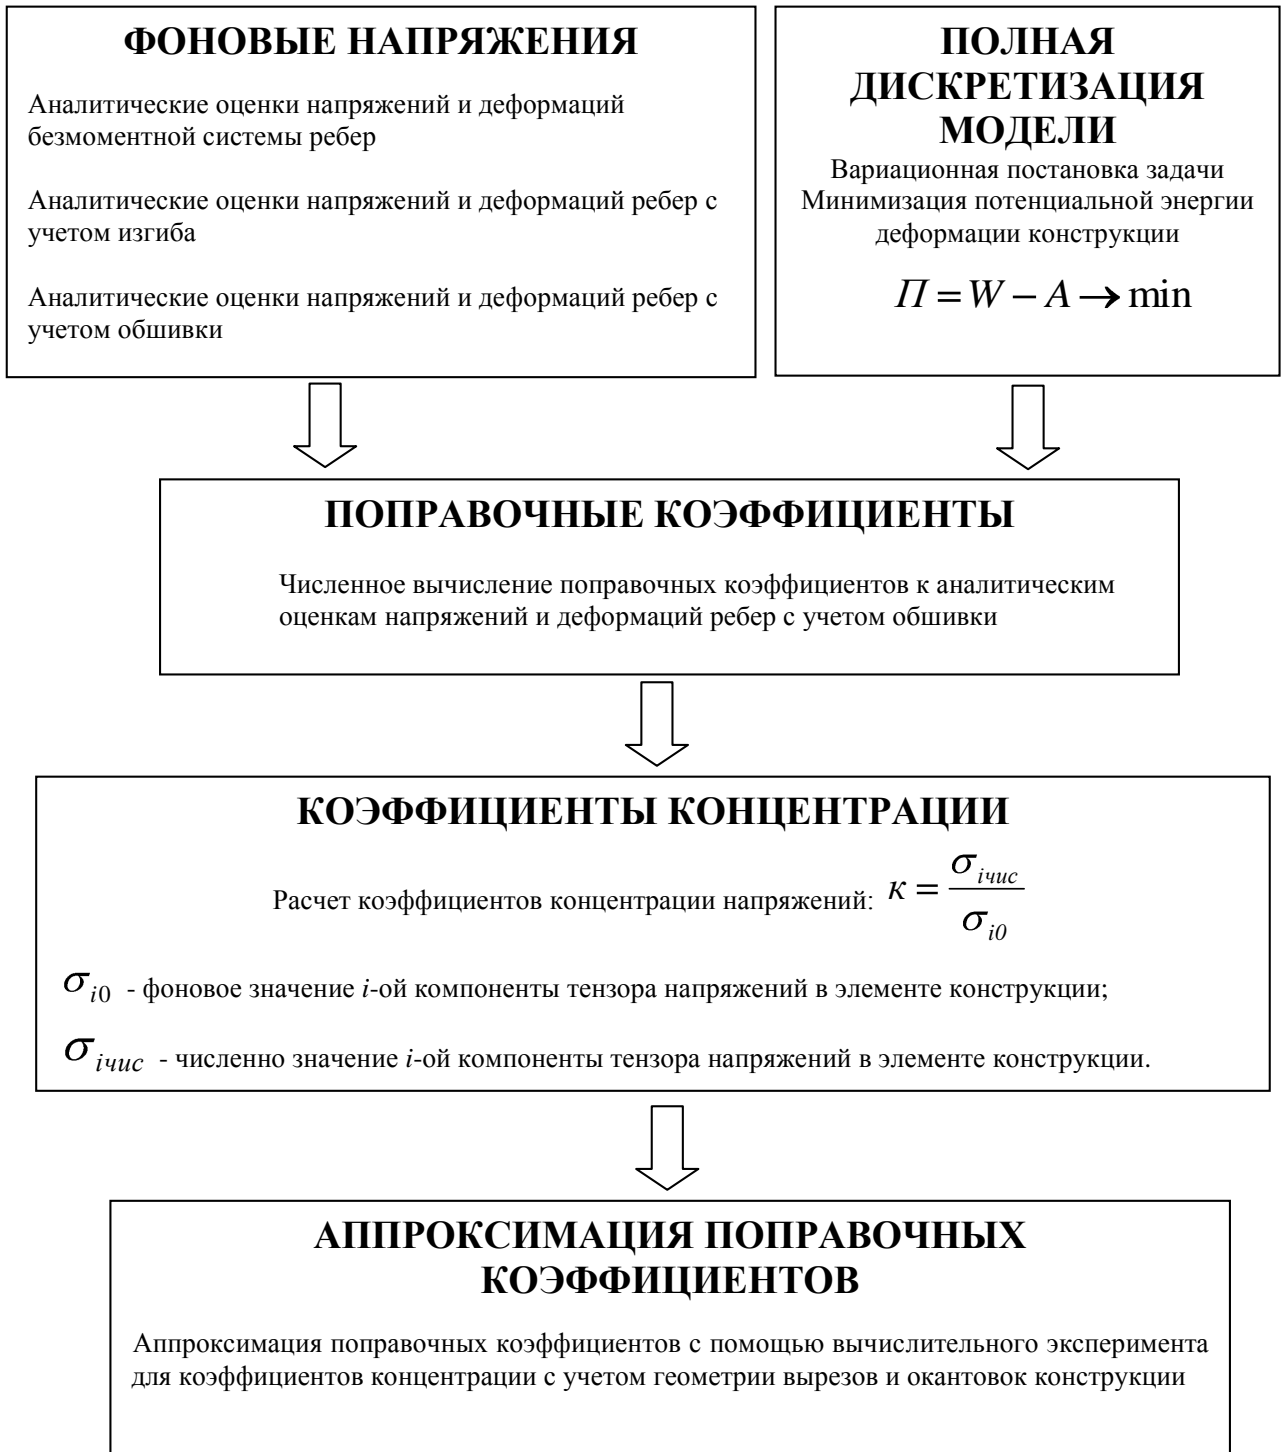 ФОНОВЫЕ НАПРЯЖЕНИЯ
Аналитические оценки напряжений и деформаций
безмоментной системы ребер
Аналитические оценки напряжений и деформаций ребер с
учетом изгиба
Аналитические оценки напряжений и деформаций ребер с
учетом обшивки
ПОЛНАЯ
ДИСКРЕТИЗАЦИЯ
МОДЕЛИ
Вариационная постановка задачи
Минимизация потенциальной энергии
деформации конструкции
П = W − A → min
ПОПРАВОЧНЫЕ КОЭФФИЦИЕНТЫ
Численное вычисление поправочных коэффициентов к аналитическим
оценкам напряжений и деформаций ребер с учетом обшивки
КОЭФФИЦИЕНТЫ КОНЦЕНТРАЦИИ
Расчет коэффициентов концентрации напряжений: κ = σiчис / σi0
σi0 - фоновое значение i-ой компоненты тензора напряжений в элементе конструкции;
σiчис - численно значение i-ой компоненты тензора напряжений в элементе конструкции.
АППРОКСИМАЦИЯ ПОПРАВОЧНЫХ
КОЭФФИЦИЕНТОВ
Аппроксимация поправочных коэффициентов с помощью вычислительного эксперимента
для коэффициентов концентрации с учетом геометрии вырезов и окантовок конструкции